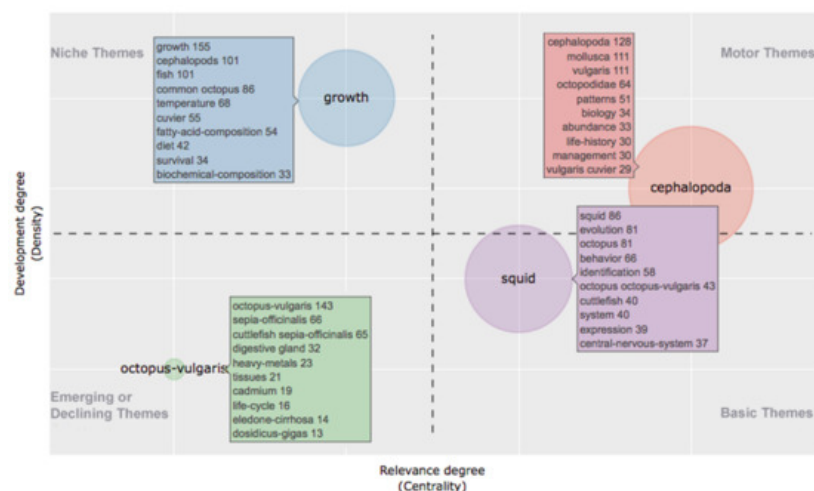 Niche Themes
growth 155
cephalopods 101
fish 101
common octopus 86
temperature 68
cuvier 55
fatty-acid-composition 54
diet 42
survival 34
biochemical-composition 33
growth
cephalopoda 128
mollusca 111
vulgaris 111
octopodidae 64
patterns 51
biology 34
abundance 33
life-history 30
management 30
vulgaris cuvier 29
Motor Themes
cephalopoda
Development degree
(Density)
squid
squid 86
evolution 81
octopus 81
behavior 66
identification 58
octopus octopus-vulgaris 43
cuttlefish 40
system 40
expression 39
central-nervous-system 37
octopus-vulgaris
octopus-vulgaris 143
sepia-officinalis 66
cuttlefish sepia-officinalis 65
digestive gland 32
heavy-metals 23
tissues 21
cadmium 19
life-cycle 16
eledone-cirrhosa 14
dosidicus-gigas 13
Emerging or
Declining Themes
Basic Themes
Relevance degree
(Centrality)